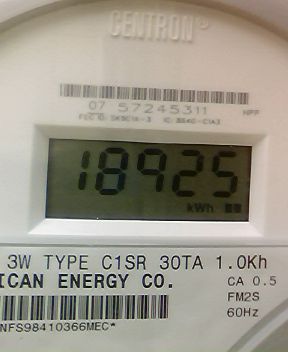 CENTRON®
07 57245311 HPP
18925
kWh
3W TYPE C1SR 30TA 1.0Kh
ICAN ENERGY CO. CA 0.5
FM2S
60Hz
NFS98410366MEC*